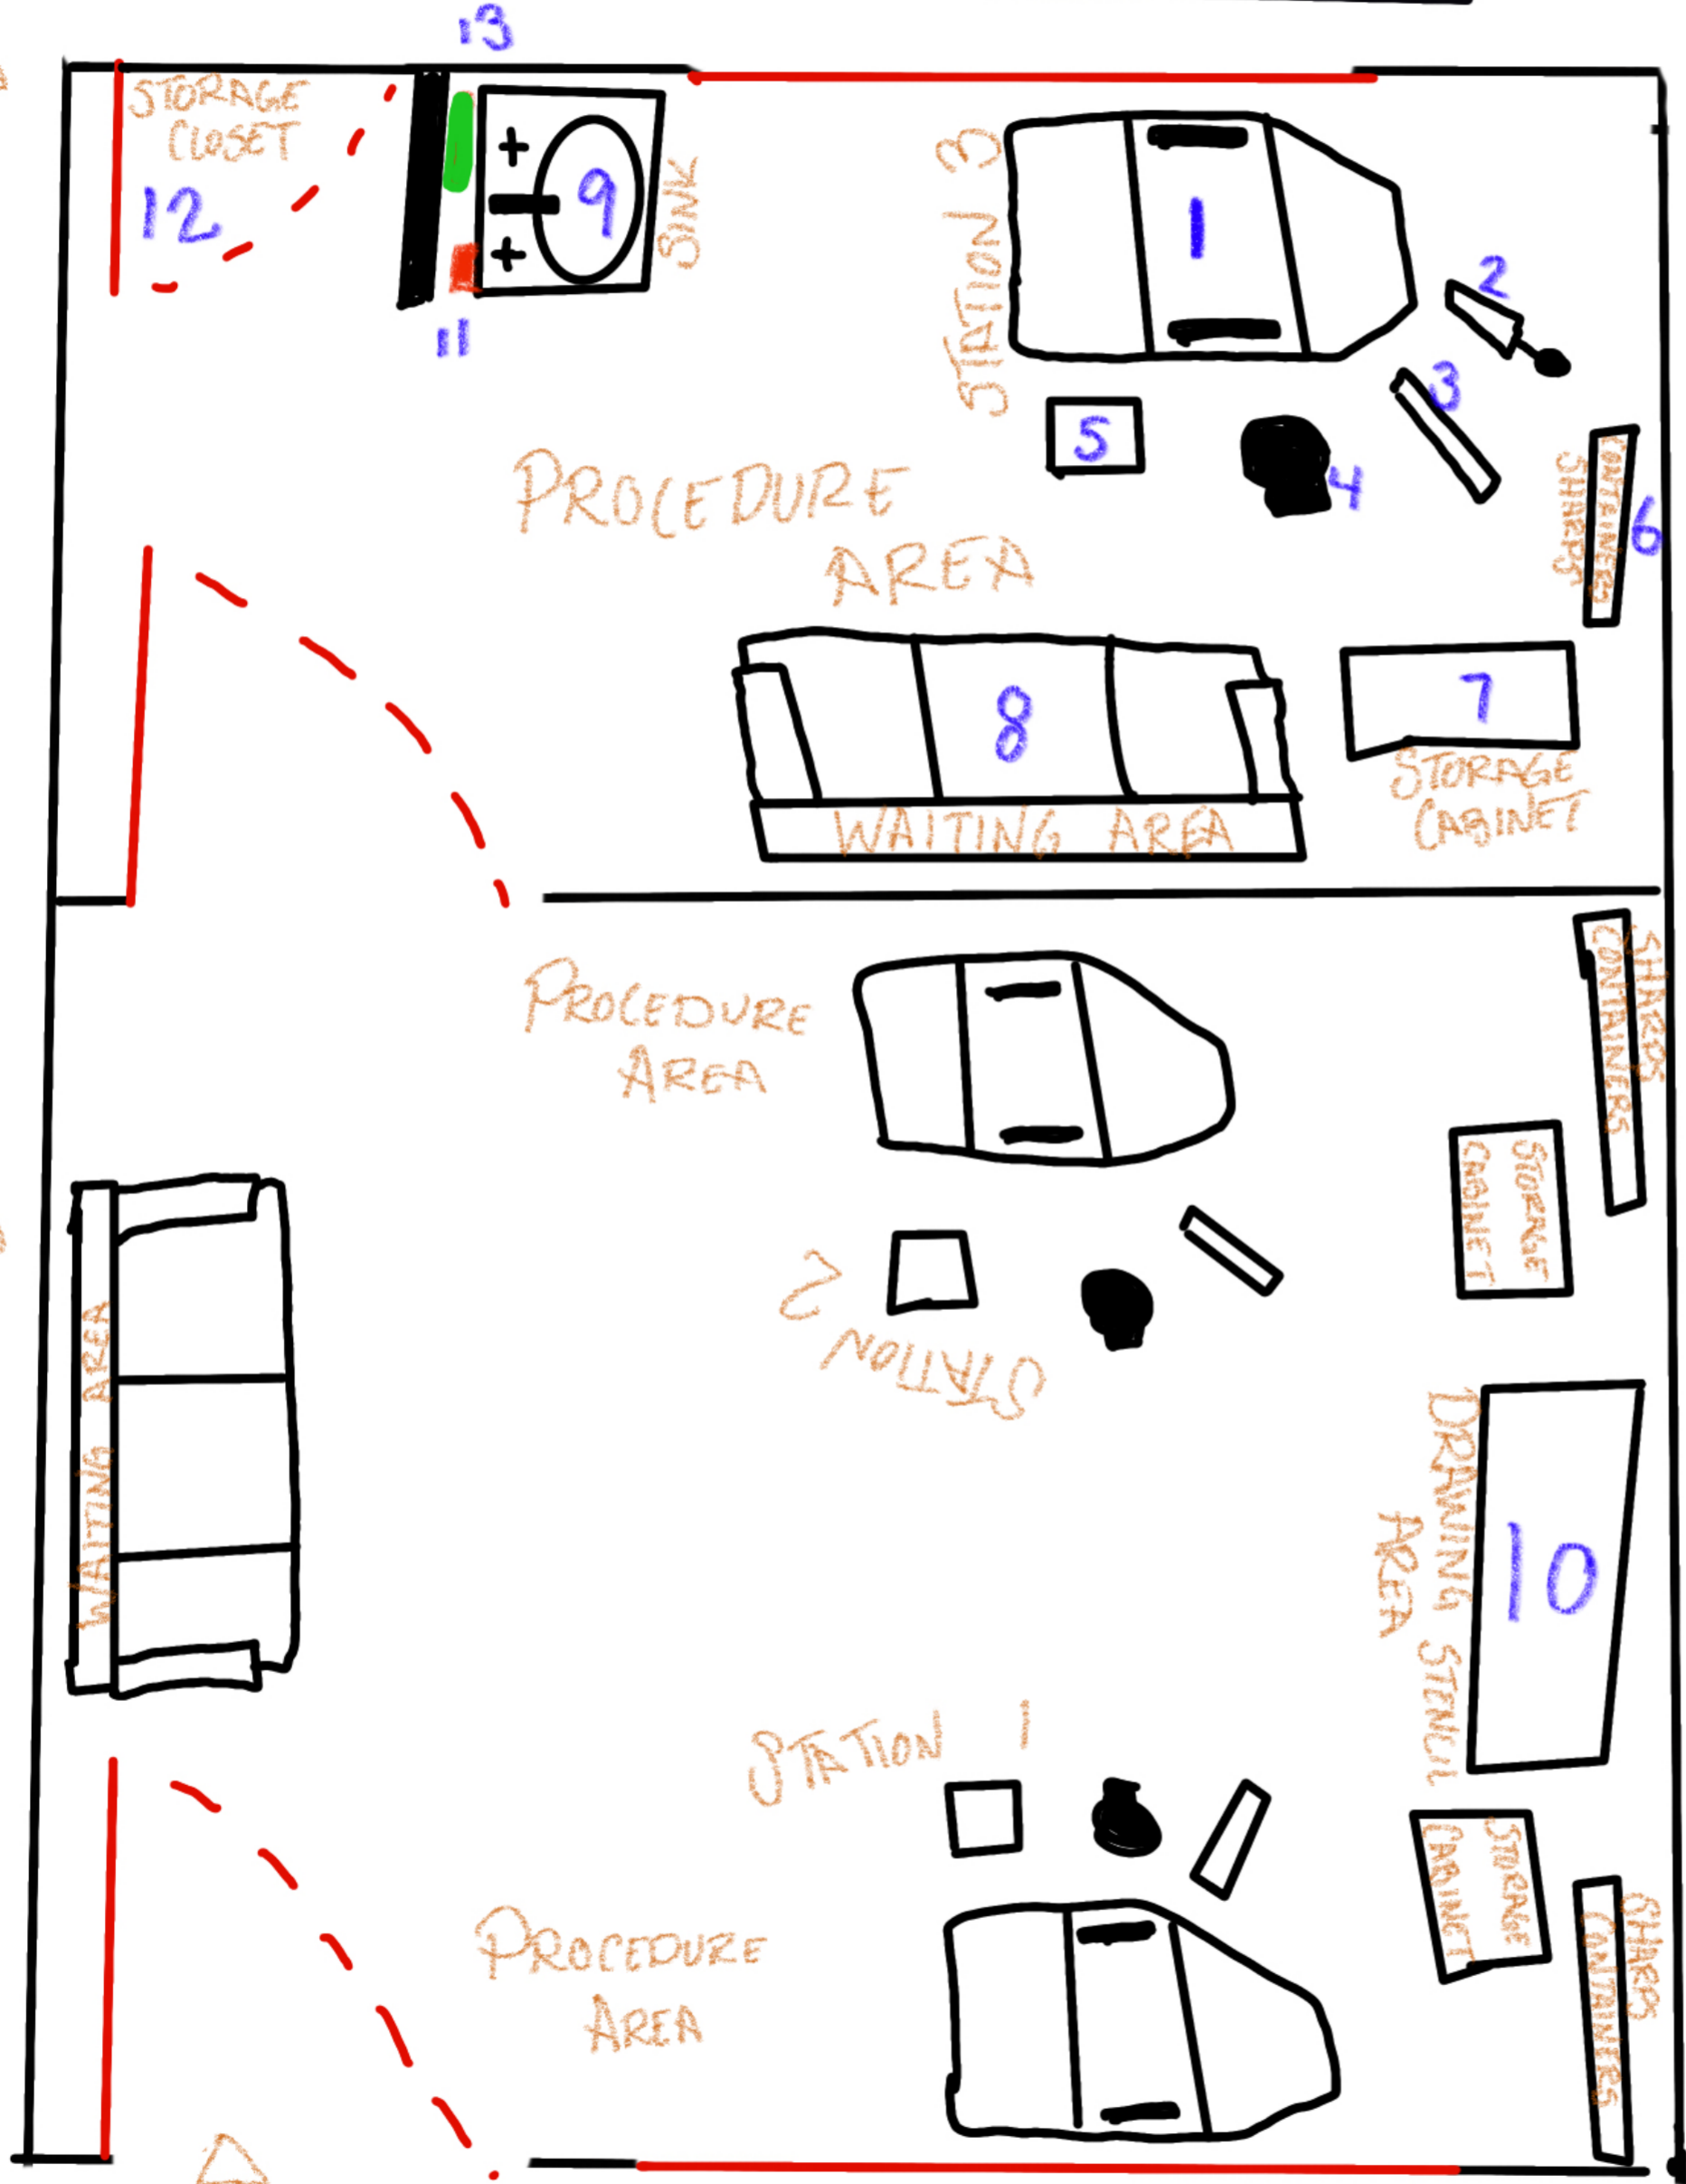 13
STORAGE
CLOSET
12
9
SINK
11
STATION 3
1
2
3
4
5
CONTAINERS
SHARPS
6
PROCEDURE
AREA
7
STORAGE
CABINET
8
WAITING AREA
PROCEDURE
AREA
SHARPS
CONTAINERS
STORAGE
CABINET
STATION 2
WAITING AREA
DRAWING STENCIL
AREA
10
STATION 1
STORAGE
CABINET
PROCEDURE
AREA
SHARPS
CONTAINERS